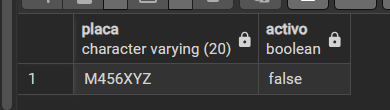 placa activo
character varying (20) boolean
1 M456XYZ false